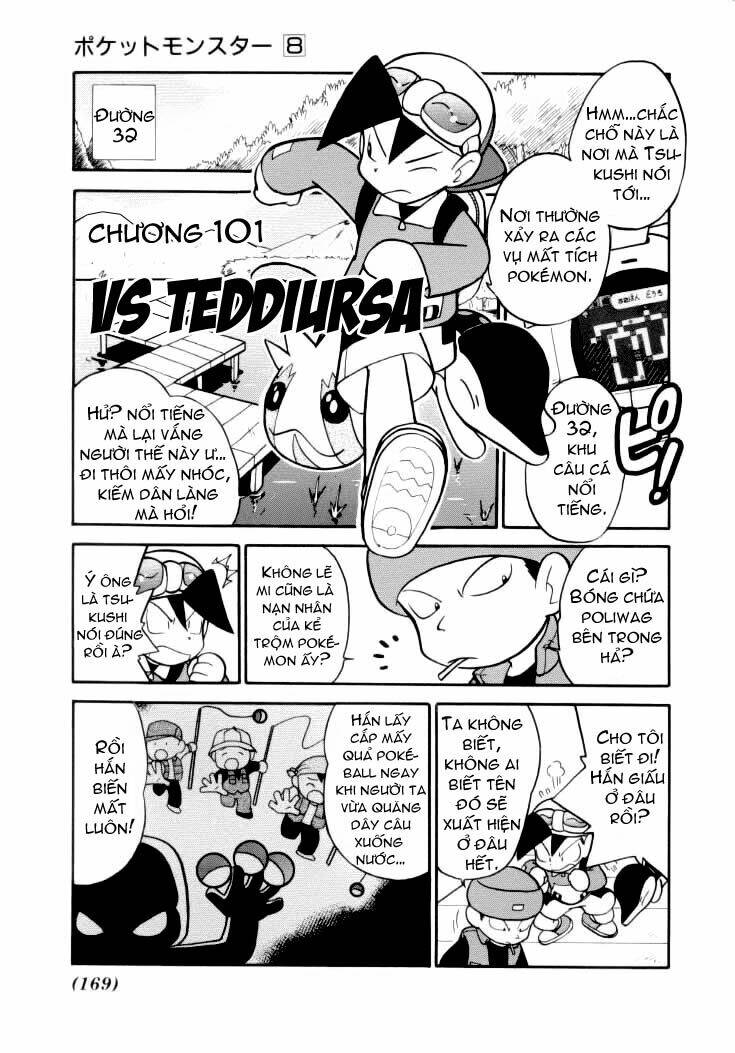 ポケットモンスター 8
ĐƯỜNG
32
HMM...CHẮC
CHỖ NÀY LÀ
NƠI MÀ TSU-
KUSHI NÓI
TỚI...
NƠI THƯỜNG
XẢY RA CÁC
VỤ MẤT TÍCH
POKÉMON.
CHƯƠNG 101
VS TEDDIURSA
ĐƯỜNG
32,
KHU
CÂU CÁ
NỔI
TIẾNG.
ピピ!
HỬ? NỔI TIẾNG
MÀ LẠI VẮNG
NGƯỜI THẾ NÀY Ư...
ĐI THÔI MẤY NHÓC,
KIẾM DÂN LÀNG
MÀ HỎI!
CÁI GÌ?
BÓNG CHỨA
POLIWAG
BÊN TRONG
HẢ?
KHÔNG LẼ
MI CŨNG LÀ
NẠN NHÂN
CỦA KẺ
TRỘM POKÉ-
MON ẤY?
Ý ÔNG
LÀ TSU-
KUSHI
NÓI ĐÚNG
RỒI À?
CHO TÔI
BIẾT ĐI!
HẮN GIẤU
Ở ĐÂU
RỒI?
TA KHÔNG
BIẾT,
KHÔNG AI
BIẾT TÊN
ĐÓ SẼ
XUẤT HIỆN
Ở ĐÂU
HẾT.
HẮN LẤY
CẮP MẤY
QUẢ POKÉ-
BALL NGAY
KHI NGƯỜI TA
VỪA QUĂNG
DÂY CÂU
XUỐNG
NƯỚC...
RỒI
HẮN
BIẾN
MẤT
LUÔN!
(169)